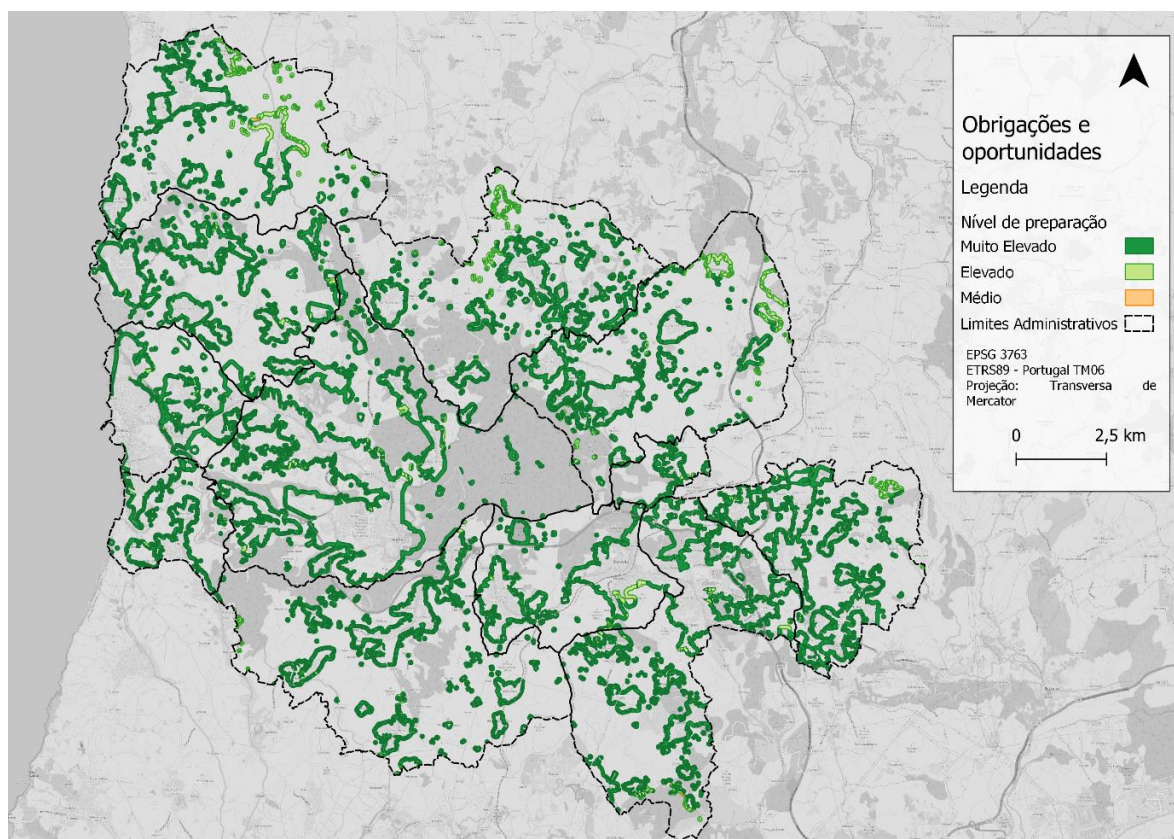 Obrigações e
oportunidades
Legenda
Nível de preparação
Muito Elevado
Elevado
Médio
Limites Administrativos
EPSG 3763
ETRS89 - Portugal TM06
Projeção: Transversa de
Mercator
0 2,5 km